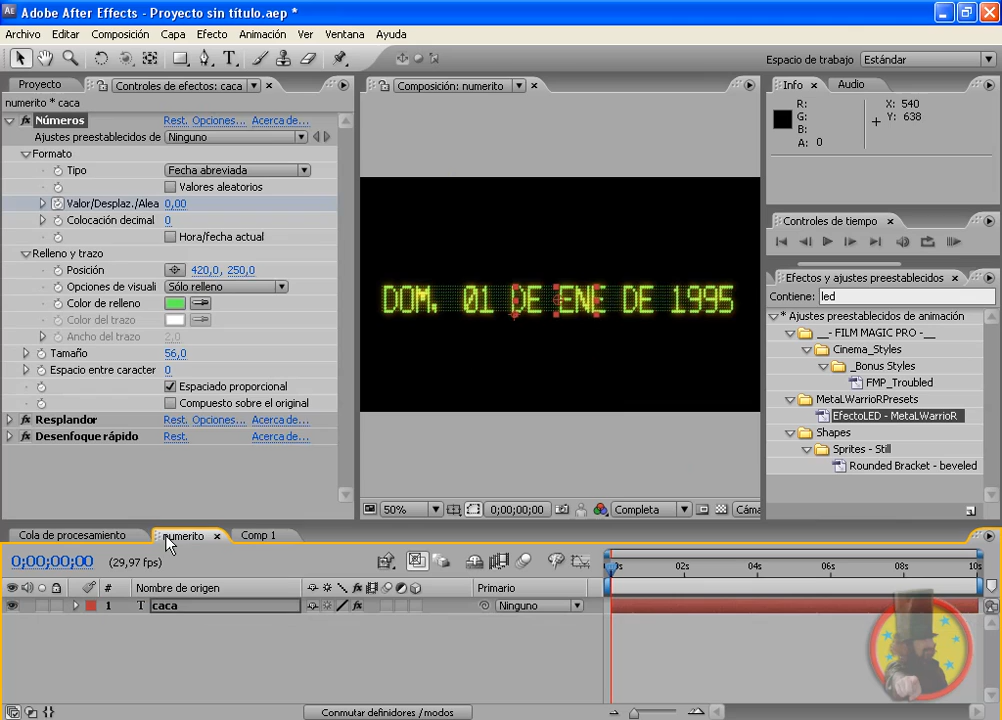 Adobe After Effects - Proyecto sin título.aep *
Archivo Editar Composición Capa Efecto Animación Ver Ventana Ayuda
Espacio de trabajo Estándar
Proyecto Controles de efectos: caca
Composición: numerito
Info Audio
numerito * caca
R:
G:
B:
A: 0
X: 540
Y: 638
Números Rest. Opciones... Acerca de...
Ajustes preestablecidos de Ninguno
Formato
Tipo Fecha abreviada
Valores aleatorios
Valor/Desplaz./Alea 0,00
Colocación decimal 0
Hora/fecha actual
Relleno y trazo
Posición 420,0, 250,0
Opciones de visuali Sólo relleno
Color de relleno
Color del trazo
Ancho del trazo 2,0
Tamaño 56,0
Espacio entre caracter 0
Espaciado proporcional
Compuesto sobre el original
Resplandor Rest. Opciones... Acerca de...
Desenfoque rápido Rest. Acerca de...
DOM. 01 DE ENE DE 1995
50% 0;00;00;00 Completa Cáma
Controles de tiempo
Efectos y ajustes preestablecidos
Contiene: led
* Ajustes preestablecidos de animación
__- FILM MAGIC PRO -__
Cinema_Styles
_Bonus Styles
FMP_Troubled
MetaLWarrioRPresets
EfectoLED - MetaLWarrioR
Shapes
Sprites - Still
Rounded Bracket - beveled
Cola de procesamiento numerito Comp 1
0;00;00;00 (29,97 fps)
02s 04s 06s 08s 10s
# Nombre de origen Primario
1 T caca Ninguno
Conmutar definidores / modos